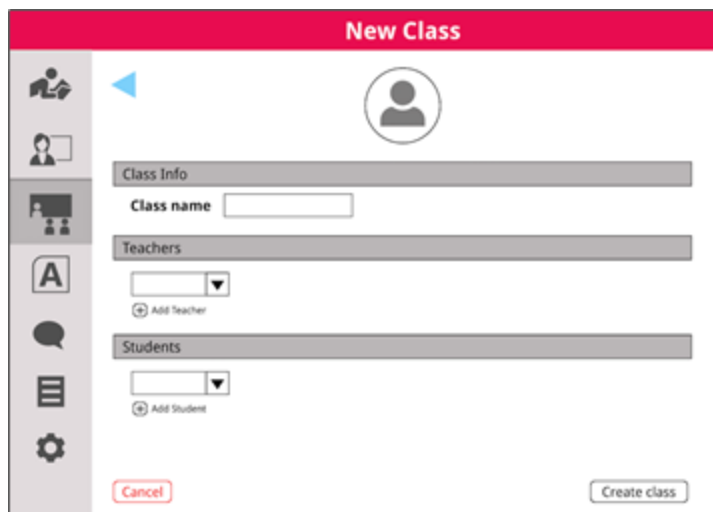 New Class
Class Info
Class name
Teachers
Add Teacher
A
Students
Add Student
Cancel
Create class